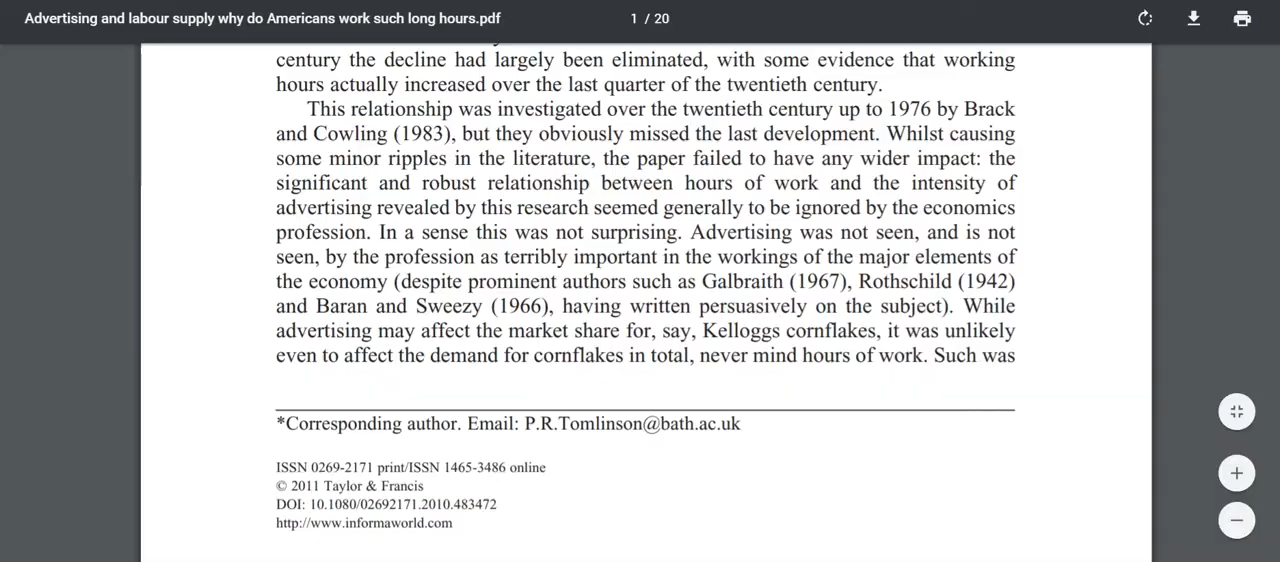 Advertising and labour supply why do Americans work such long hours.pdf
1 / 20
century the decline had largely been eliminated, with some evidence that working
hours actually increased over the last quarter of the twentieth century.
This relationship was investigated over the twentieth century up to 1976 by Brack
and Cowling (1983), but they obviously missed the last development. Whilst causing
some minor ripples in the literature, the paper failed to have any wider impact: the
significant and robust relationship between hours of work and the intensity of
advertising revealed by this research seemed generally to be ignored by the economics
profession. In a sense this was not surprising. Advertising was not seen, and is not
seen, by the profession as terribly important in the workings of the major elements of
the economy (despite prominent authors such as Galbraith (1967), Rothschild (1942)
and Baran and Sweezy (1966), having written persuasively on the subject). While
advertising may affect the market share for, say, Kelloggs cornflakes, it was unlikely
even to affect the demand for cornflakes in total, never mind hours of work. Such was
*Corresponding author. Email: P.R.Tomlinson@bath.ac.uk
ISSN 0269-2171 print/ISSN 1465-3486 online
© 2011 Taylor & Francis
DOI: 10.1080/02692171.2010.483472
http://www.informaworld.com